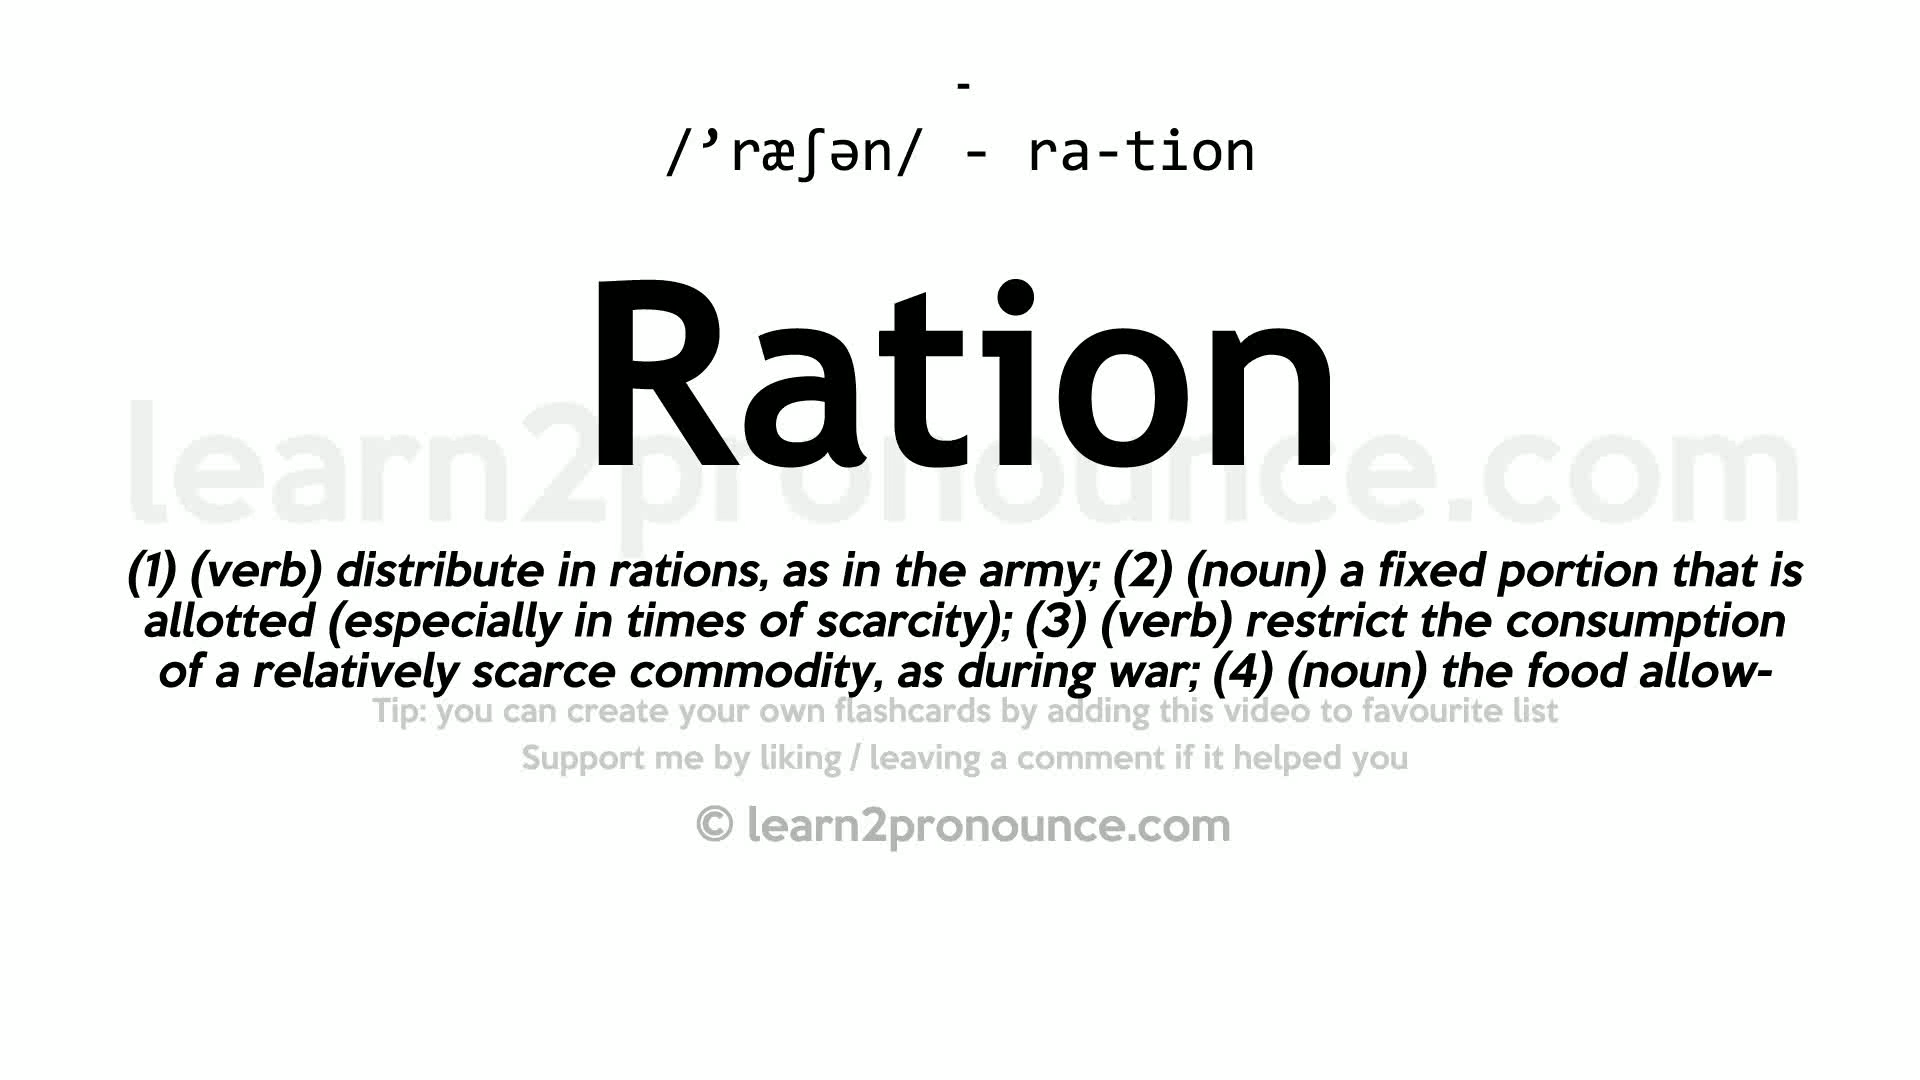 -
/’ræʃən/ - ra-tion
Ration
learn2pronounce.com
(1) (verb) distribute in rations, as in the army; (2) (noun) a fixed portion that is
allotted (especially in times of scarcity); (3) (verb) restrict the consumption
of a relatively scarce commodity, as during war; (4) (noun) the food allow-
Tip: you can create your own flashcards by adding this video to favourite list
Support me by liking / leaving a comment if it helped you
© learn2pronounce.com